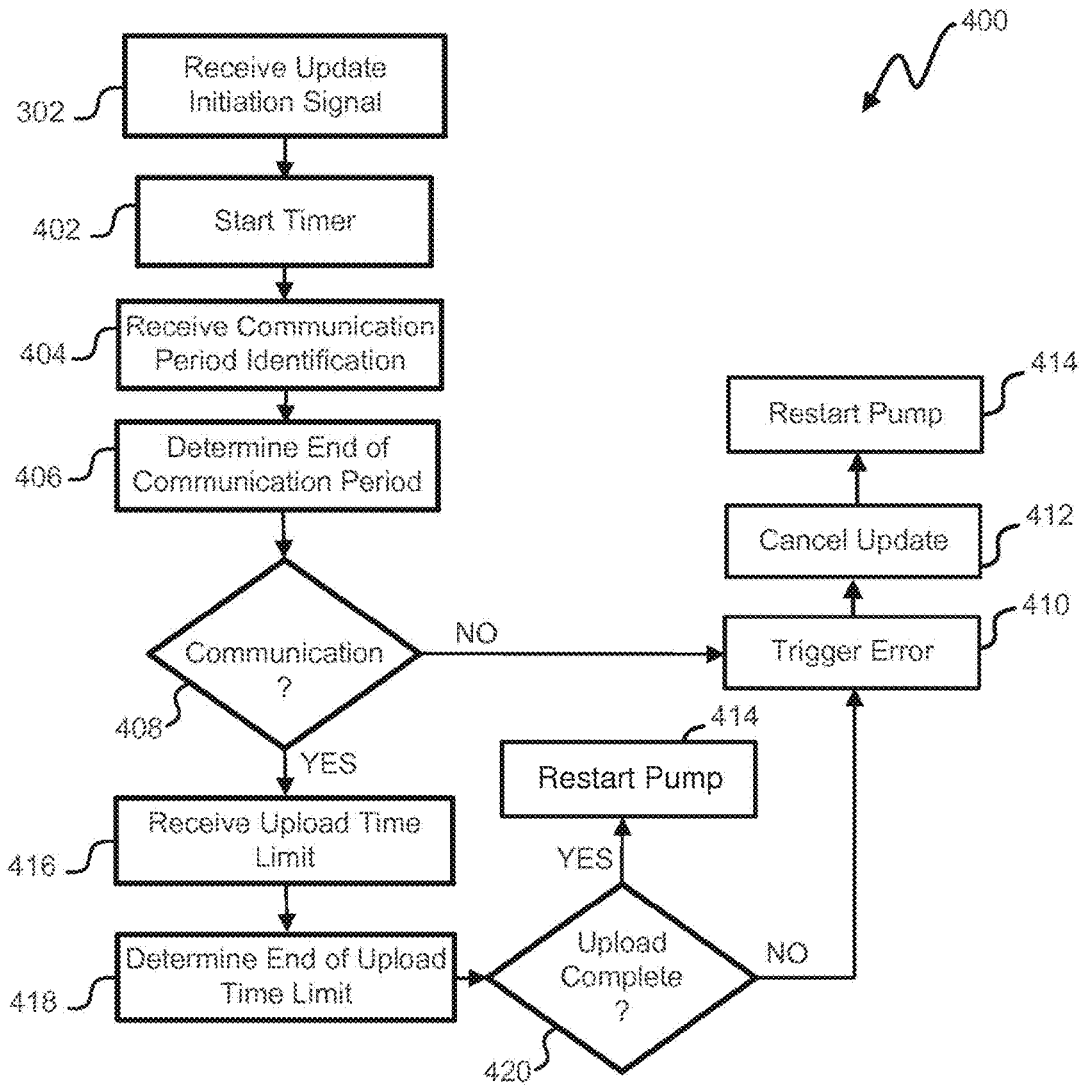 400
Receive Update
Initiation Signal
302
Start Timer
402
Receive Communication
Period Identification
404
Determine End of
Communication Period
406
Communication
?
408
NO
YES
Restart Pump
414
Cancel Update
412
Trigger Error
410
Receive Upload Time
Limit
416
Determine End of Upload
Time Limit
418
Upload
Complete
?
420
YES
NO
Restart Pump
414